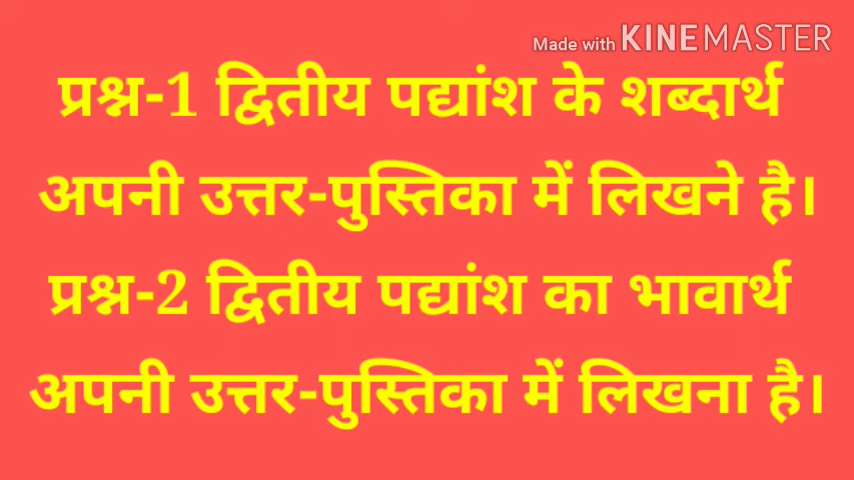 Made with KINEMASTER
प्रश्न-1 द्वितीय पद्यांश के शब्दार्थ
अपनी उत्तर-पुस्तिका में लिखने है।
प्रश्न-2 द्वितीय पद्यांश का भावार्थ
अपनी उत्तर-पुस्तिका में लिखना है।